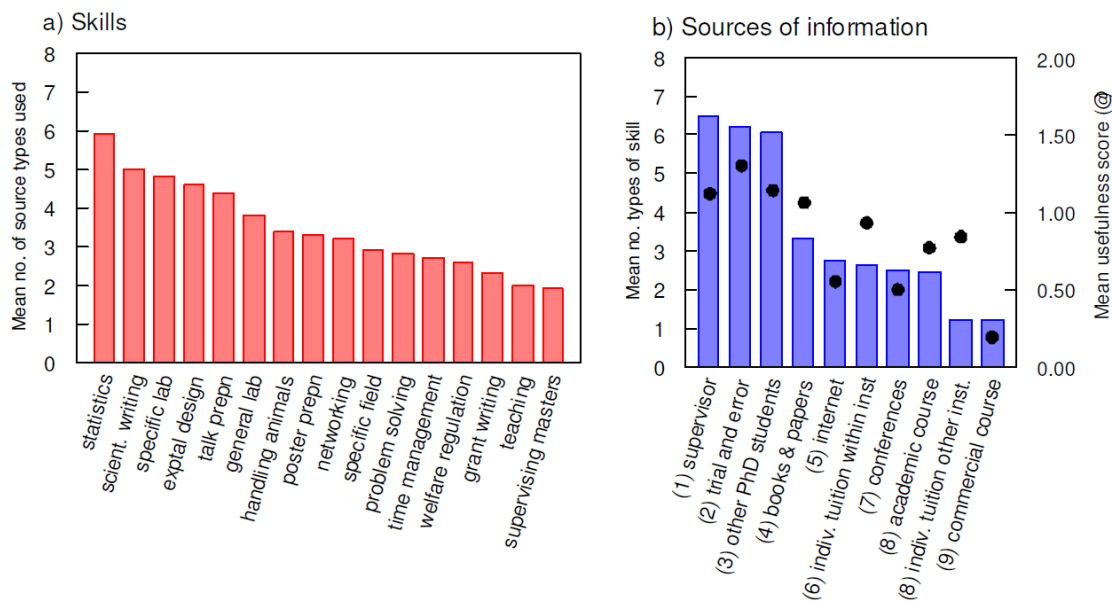 a) Skills
8
7
6
5
4
3
2
1
0
Mean no. of source types used
statistics
scient. writing
specific lab
exptal design
talk prepn
general lab
handling animals
poster prepn
networking
specific field
problem solving
time management
welfare regulation
grant writing
teaching
supervising masters
b) Sources of information
8
7
6
5
4
3
2
1
0
Mean no. types of skill
2.00
1.50
1.00
0.50
0.00
Mean usefulness score (@
(1) supervisor
(2) trial and error
(3) other PhD students
(4) books & papers
(5) internet
(6) indiv. tuition within inst
(7) conferences
(8) academic course
(8) indiv. tuition other inst.
(9) commercial course